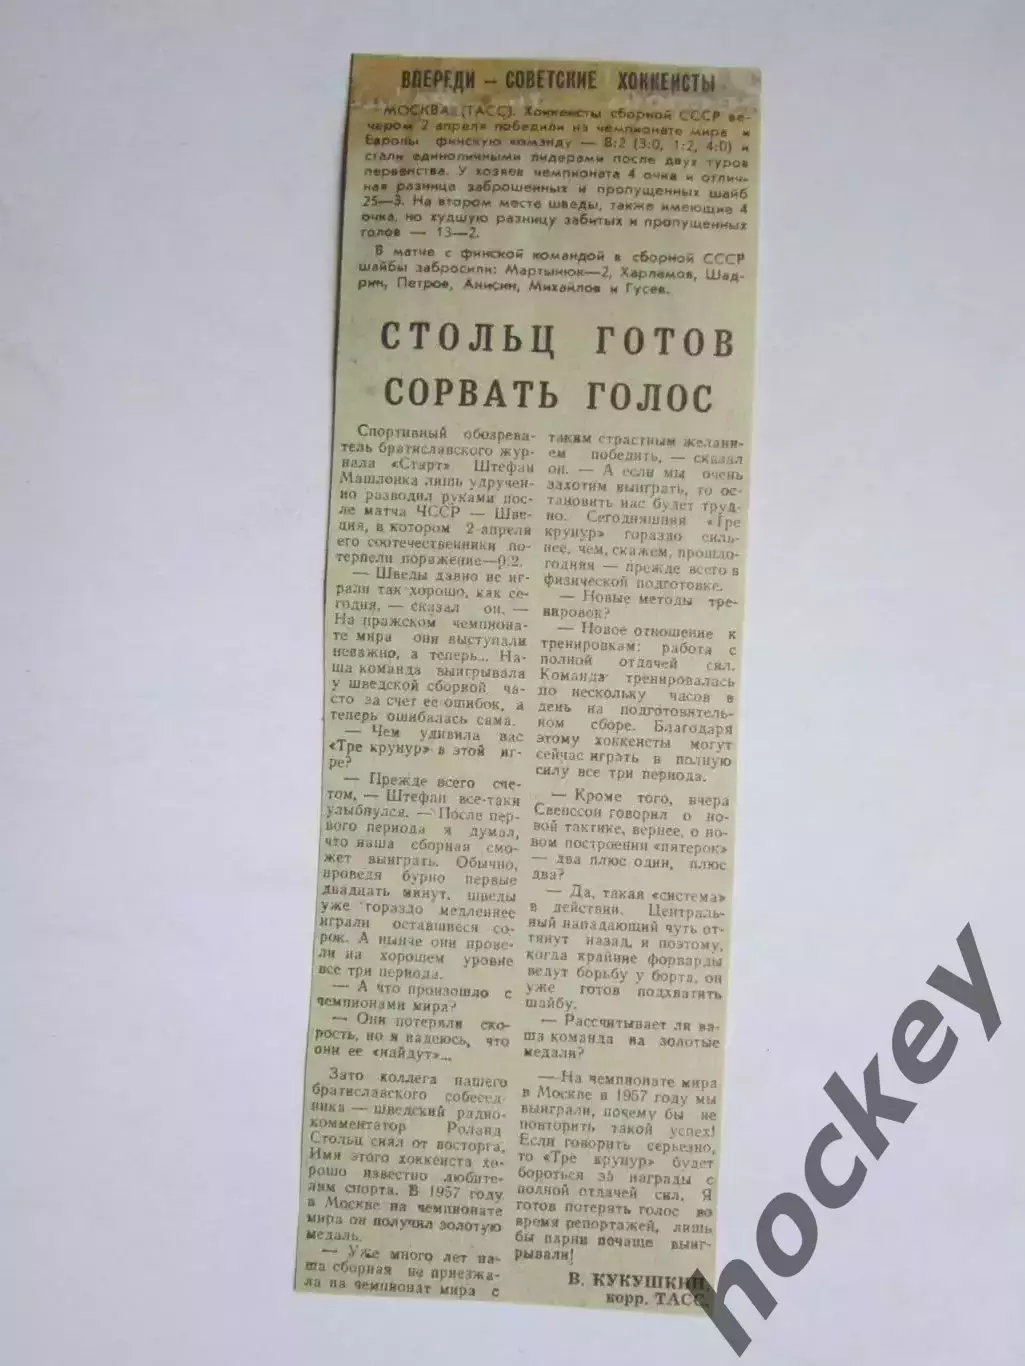 ВПЕРЕДИ — СОВЕТСКИЕ ХОККЕИСТЫ
МОСКВА. (ТАСС). Хоккеисты сборной СССР ве-
чером 2 апреля победили на чемпионате мира и
Европы финскую команду — 8:2 (3:0, 1:2, 4:0) и
стали единоличными лидерами после двух туров
первенства. У хозяев чемпионата 4 очка и отлич-
ная разница заброшенных и пропущенных шайб
25—3. На втором месте шведы, также имеющие 4
очка, но худшую разницу забитых и пропущенных
голов — 13—2.
В матче с финской командой в сборной СССР
шайбы забросили: Мартынюк—2, Харламов, Шад-
рин, Петров, Анисин, Михайлов и Гусев.
СТОЛЬЦ ГОТОВ
СОРВАТЬ ГОЛОС
Спортивный обозрева-
тель братиславского жур-
нала «Старт» Штефан
Машлонка лишь удручен-
но разводил руками пос-
ле матча ЧССР — Шве-
ция, в котором 2 апреля
его соотечественники по-
терпели поражение—0:2.
— Шведы давно не иг-
рали так хорошо, как се-
годня, — сказал он. —
На пражском чемпиона-
те мира они выступали
неважно, а теперь... На-
ша команда выигрывала
у шведской сборной ча-
сто за счет ее ошибок, а
теперь ошибалась сама.
— Чем удивила вас
«Тре крунур» в этой иг-
ре?
— Прежде всего сче-
том, — Штефан все-таки
улыбнулся. — После пер-
вого периода я думал,
что наша сборная смо-
жет выиграть. Обычно,
проведя бурно первые
двадцать минут, шведы
уже гораздо медленнее
играли оставшиеся со-
рок. А нынче они прове-
ли на хорошем уровне
все три периода.
— А что произошло с
чемпионами мира?
— Они потеряли ско-
рость, но я надеюсь, что
они ее «найдут»...
Зато коллега нашего
братиславского собесед-
ника — шведский радио-
комментатор Роланд
Стольц сиял от восторга.
Имя этого хоккеиста хо-
рошо известно любите-
лям спорта. В 1957 году
в Москве на чемпионате
мира он получил золотую
медаль.
— Уже много лет на-
ша сборная не приезжа-
ла на чемпионат мира с
таким страстным желани-
ем победить, — сказал
он. — А если мы очень
захотим выиграть, то ос-
тановить нас будет труд-
но. Сегодняшняя «Тре
крунур» гораздо силь-
нее, чем, скажем, прошло-
годняя — прежде всего в
физической подготовке.
— Новые методы тре-
нировок?
— Новое отношение к
тренировкам: работа с
полной отдачей сил.
Команда тренировалась
по нескольку часов в
день на подготовитель-
ном сборе. Благодаря
этому хоккеисты могут
сейчас играть в полную
силу все три периода.
— Кроме того, вчера
Свенссон говорил о но-
вой тактике, вернее, о но-
вом построении «пятерок»
— два плюс один, плюс
два?
— Да, такая «система»
в действии. Централь-
ный нападающий чуть от-
тянут назад, и поэтому,
когда крайние форварды
ведут борьбу у борта, он
уже готов подхватить
шайбу.
— Рассчитывает ли ва-
ша команда на золотые
медали?
— На чемпионате мира
в Москве в 1957 году мы
выиграли, почему бы не
повторить такой успех!
Если говорить серьезно,
то «Тре крунур» будет
бороться за награды с
полной отдачей сил. Я
готов потерять голос во
время репортажей, лишь
бы парни почаще выиг-
рывали!
В. КУКУШКИН,
корр. ТАСС.
hockey